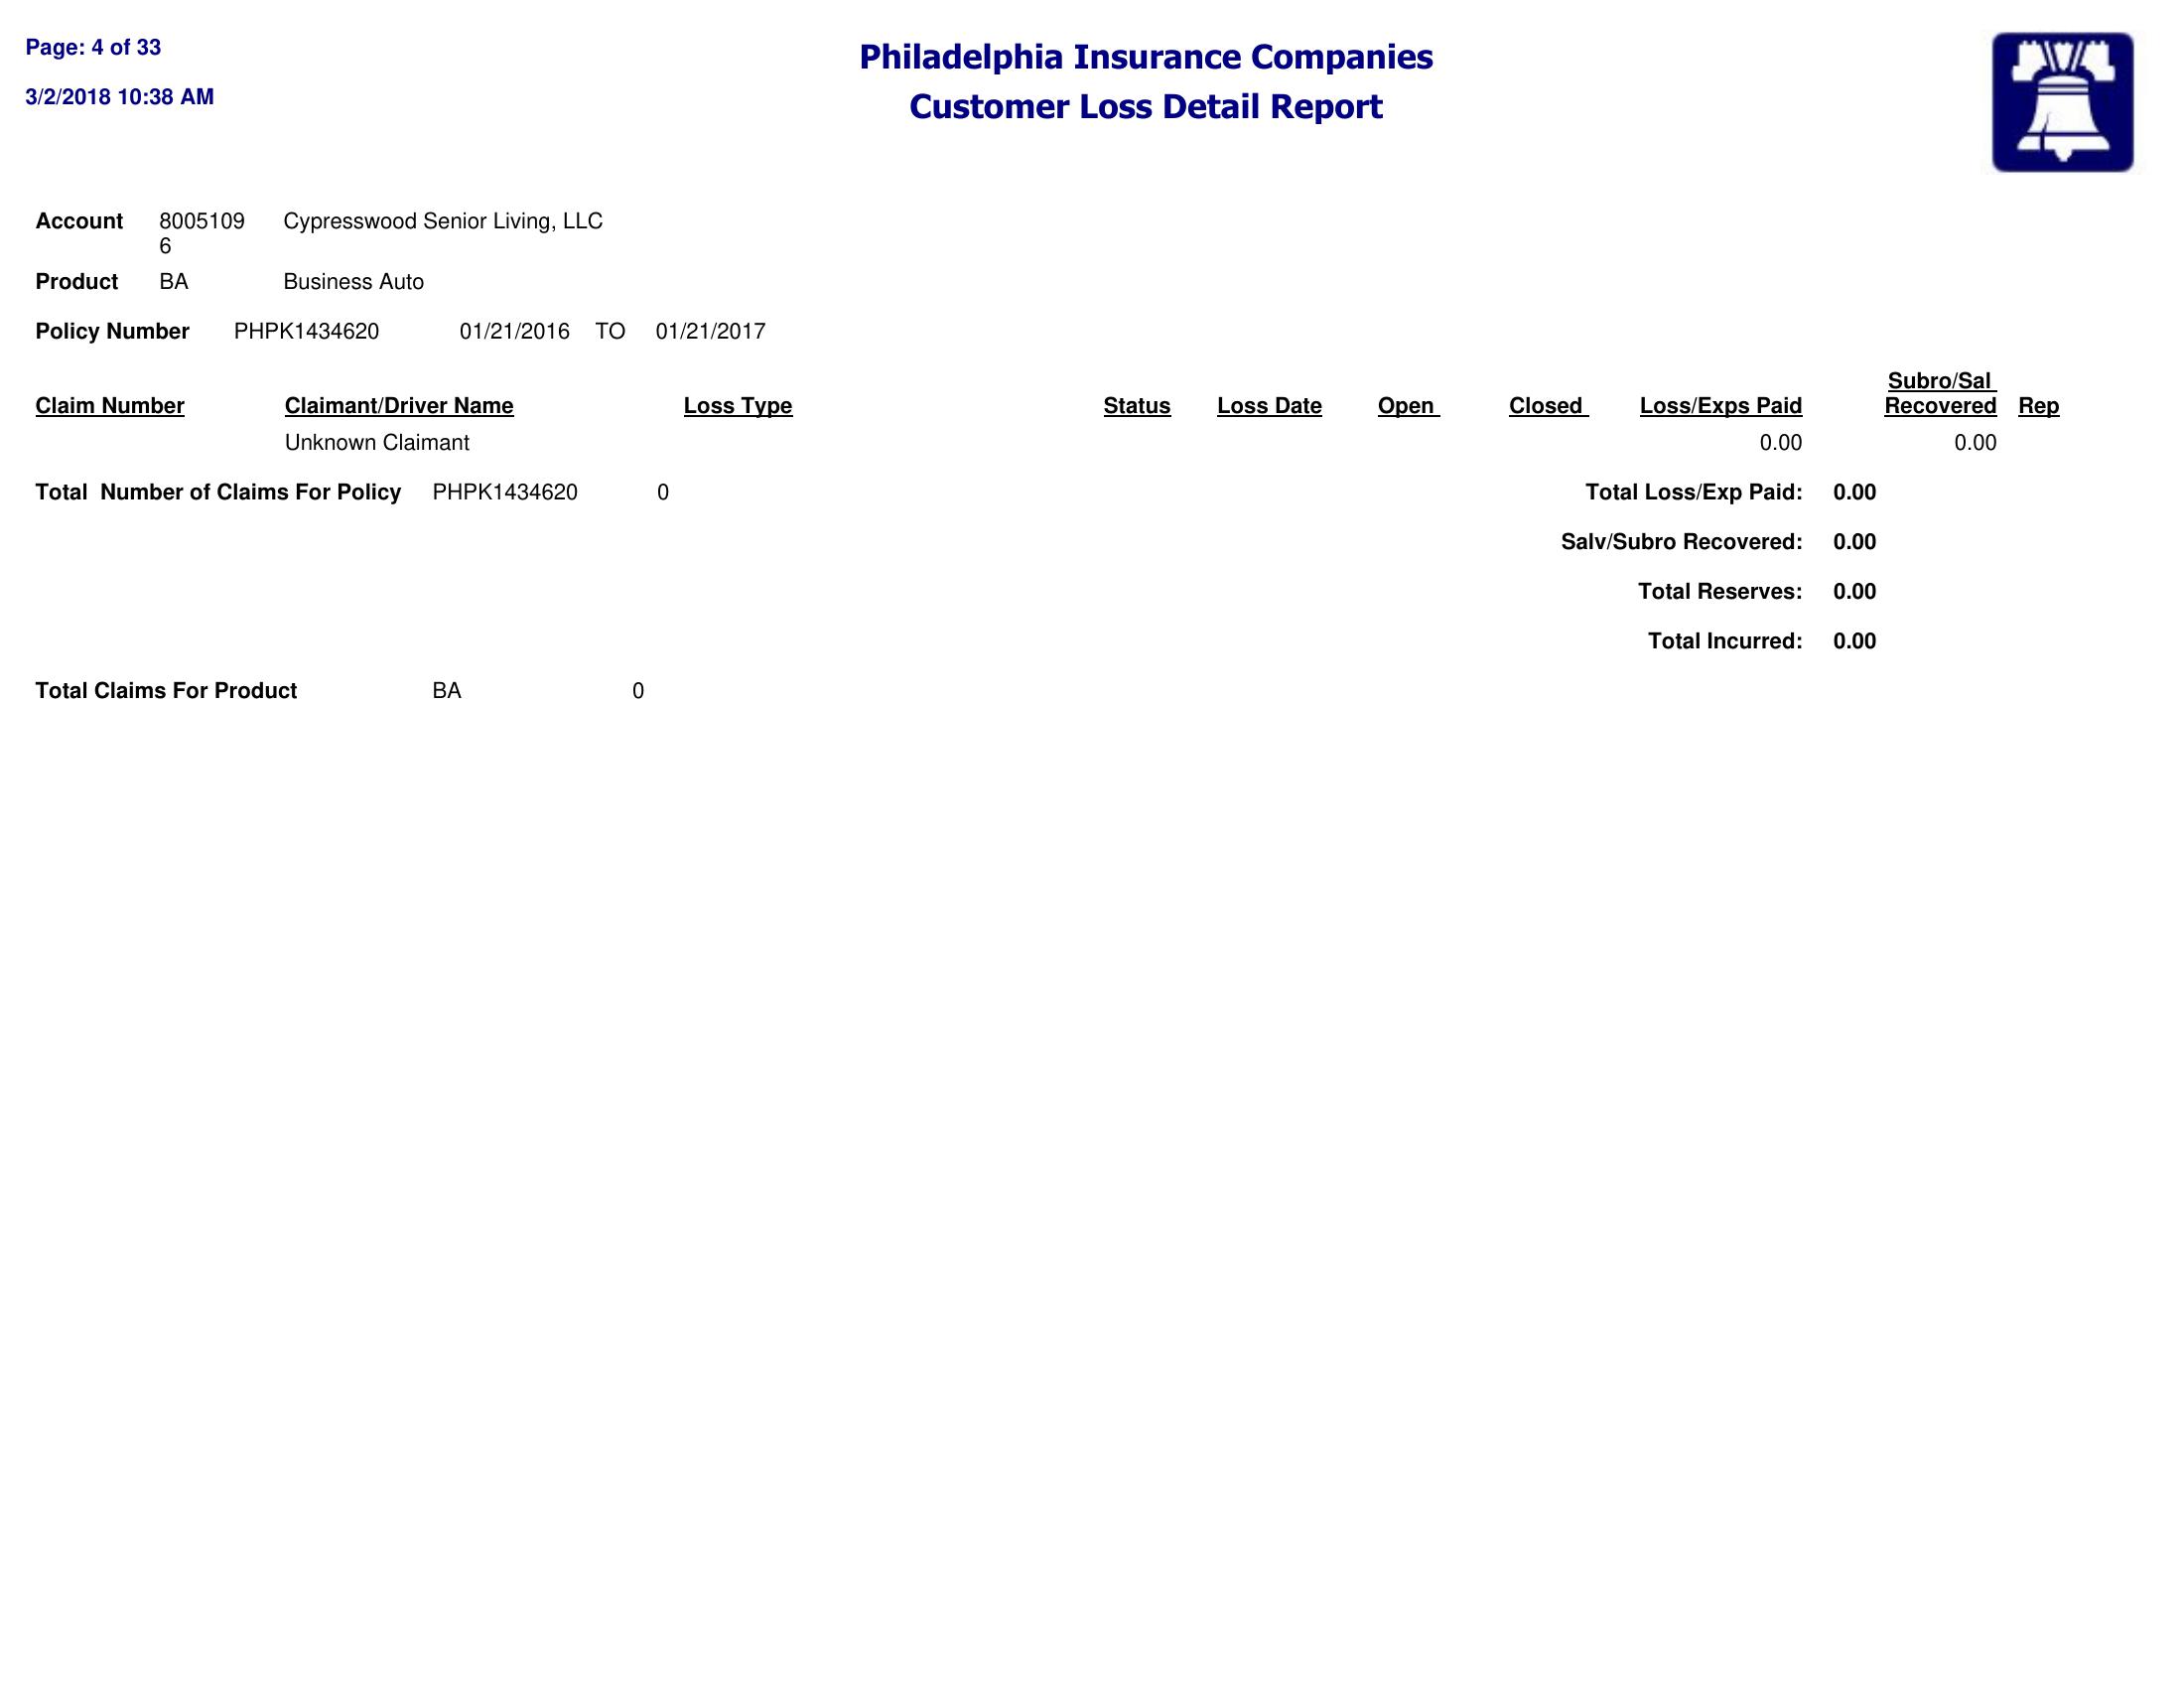 Page: 4 of 33
Philadelphia Insurance Companies
3/2/2018 10:38 AM
Customer Loss Detail Report
Account 8005109 Cypresswood Senior Living, LLC
6
Product BA Business Auto
Policy Number PHPK1434620 01/21/2016 TO 01/21/2017
Subro/Sal
Claim Number Claimant/Driver Name Loss Type Status Loss Date Open Closed Loss/Exps Paid Recovered Rep
Unknown Claimant 0.00 0.00
Total Number of Claims For Policy PHPK1434620 0 Total Loss/Exp Paid: 0.00
Salv/Subro Recovered: 0.00
Total Reserves: 0.00
Total Incurred: 0.00
Total Claims For Product BA 0